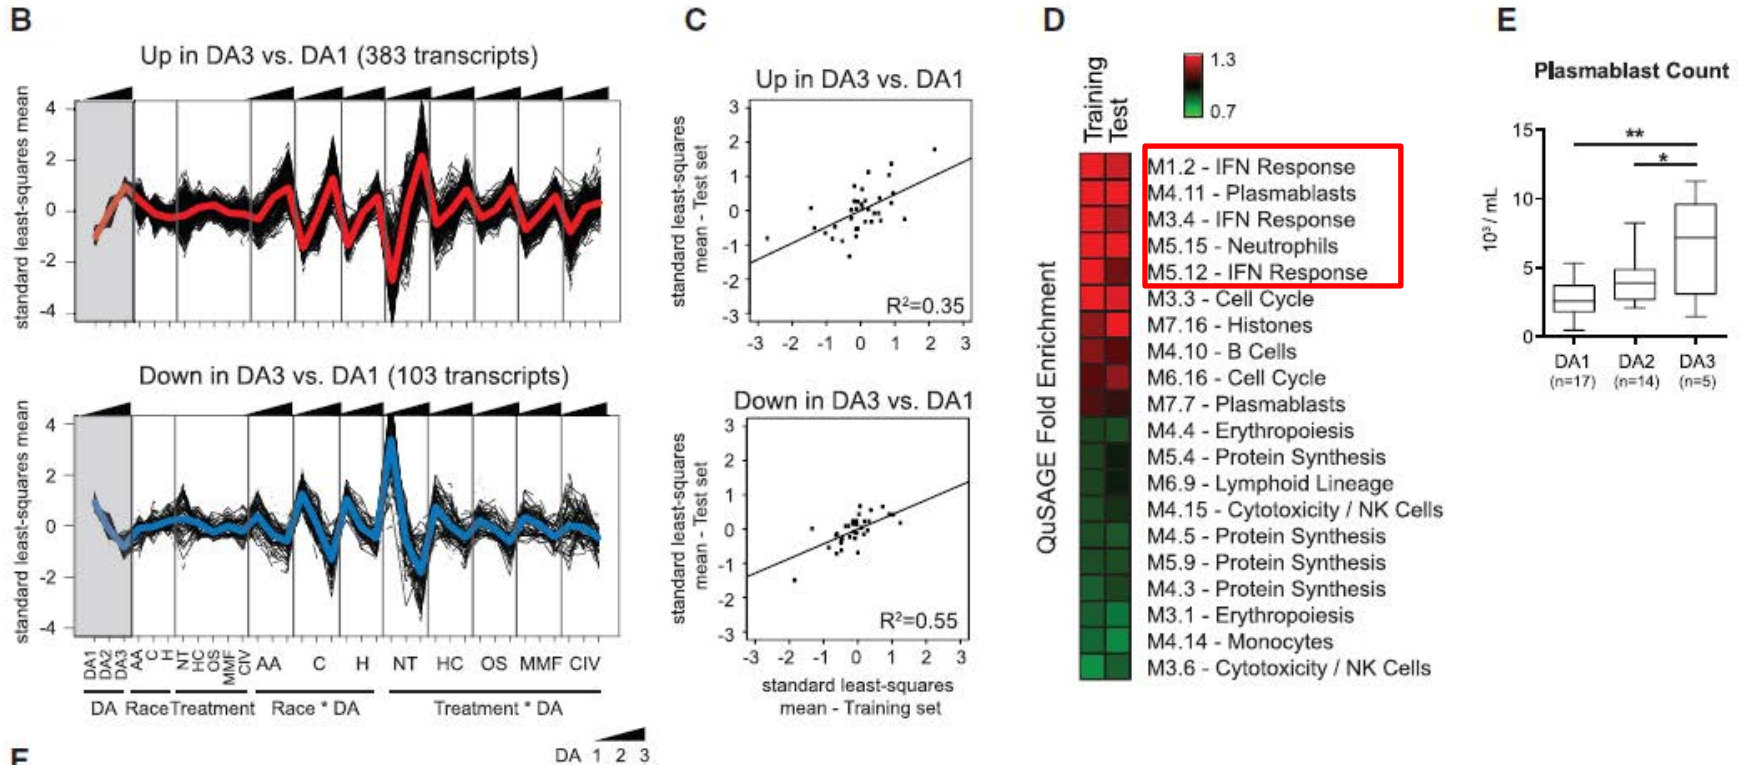 B
Up in DA3 vs. DA1 (383 transcripts)
standard least-squares mean
4
2
0
-2
-4
Down in DA3 vs. DA1 (103 transcripts)
standard least-squares mean
4
2
0
-2
-4
DA1 DA2 DA3 AA C H NT HC OS MMF CIV AA C H NT HC OS MMF CIV
DA Race Treatment Race * DA Treatment * DA
DA 1 2 3
C
Up in DA3 vs. DA1
standard least-squares
mean - Test set
3
2
1
0
-1
-2
-3
R²=0.35
-3 -2 -1 0 1 2 3
Down in DA3 vs. DA1
standard least-squares
mean - Test set
3
2
1
0
-1
-2
-3
R²=0.55
-3 -2 -1 0 1 2 3
standard least-squares
mean - Training set
D
Training
Test
1.3
0.7
QuSAGE Fold Enrichment
M1.2 - IFN Response
M4.11 - Plasmablasts
M3.4 - IFN Response
M5.15 - Neutrophils
M5.12 - IFN Response
M3.3 - Cell Cycle
M7.16 - Histones
M4.10 - B Cells
M6.16 - Cell Cycle
M7.7 - Plasmablasts
M4.4 - Erythropoiesis
M5.4 - Protein Synthesis
M6.9 - Lymphoid Lineage
M4.15 - Cytotoxicity / NK Cells
M4.5 - Protein Synthesis
M5.9 - Protein Synthesis
M4.3 - Protein Synthesis
M3.1 - Erythropoiesis
M4.14 - Monocytes
M3.6 - Cytotoxicity / NK Cells
E
Plasmablast Count
10³/ mL
15
10
5
0
**
*
DA1 DA2 DA3
(n=17) (n=14) (n=5)